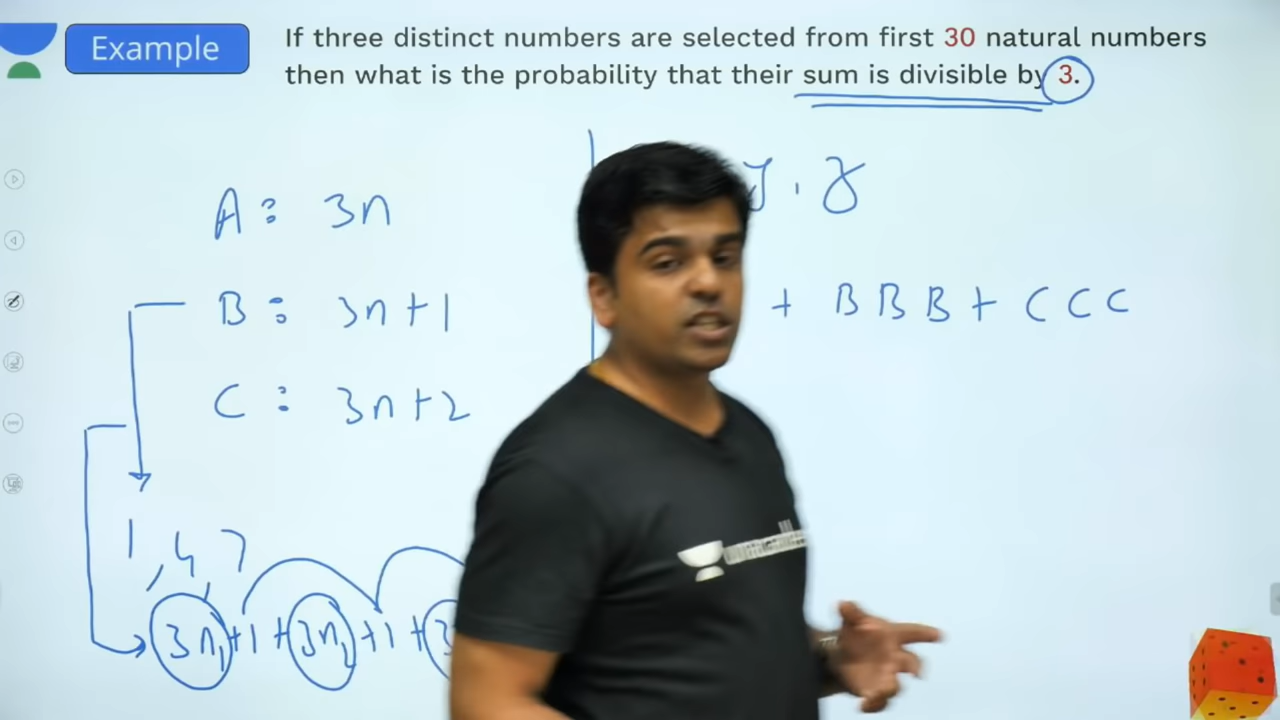 Example
If three distinct numbers are selected from first 30 natural numbers
then what is the probability that their sum is divisible by 3.
A : 3n
B : 3n+1
C : 3n+2
+ B B B + C C C
1, 4, 7
3n₁+1 +3n₂+1 +3